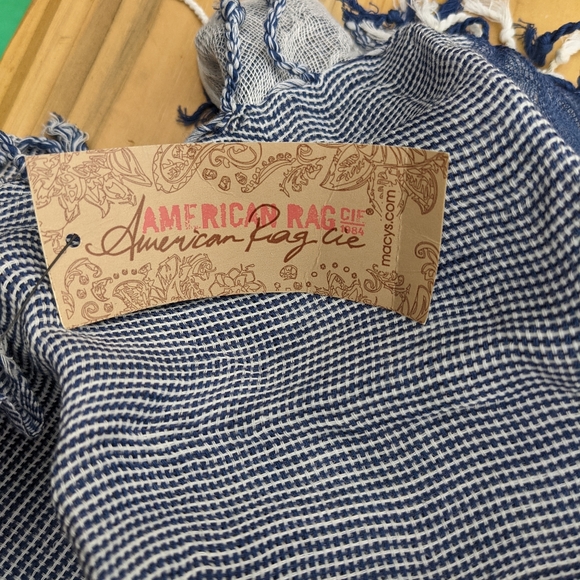 AMERICAN RAG CIE ®
1984
American Rag Cie
macys.com